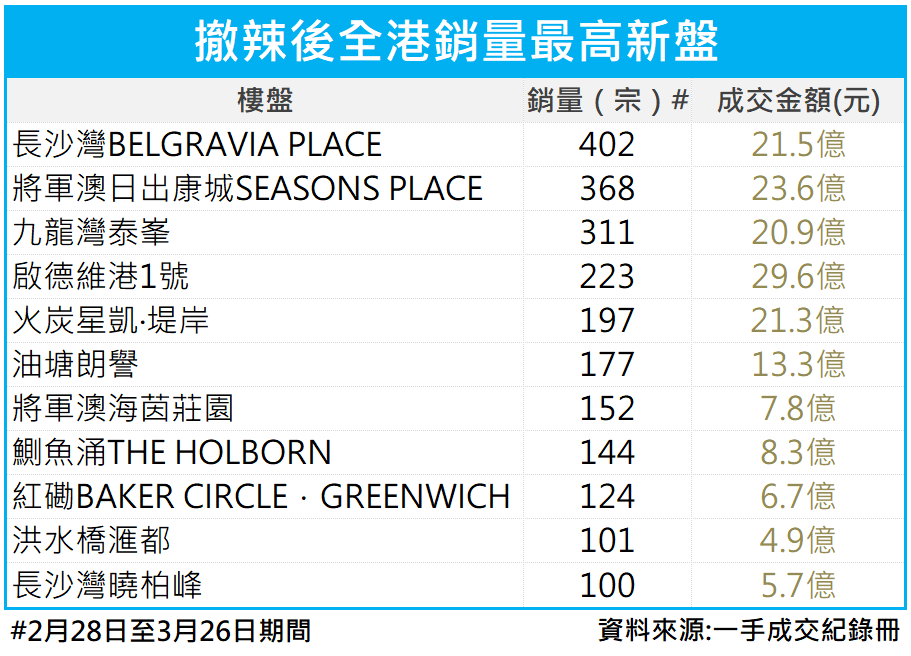 撤辣後全港銷量最高新盤
樓盤 銷量（宗）# 成交金額(元)
長沙灣BELGRAVIA PLACE 402 21.5億
將軍澳日出康城SEASONS PLACE 368 23.6億
九龍灣泰峯 311 20.9億
啟德維港1號 223 29.6億
火炭星凱·堤岸 197 21.3億
油塘朗譽 177 13.3億
將軍澳海茵莊園 152 7.8億
鰂魚涌THE HOLBORN 144 8.3億
紅磡BAKER CIRCLE．GREENWICH 124 6.7億
洪水橋滙都 101 4.9億
長沙灣曉柏峰 100 5.7億
#2月28日至3月26日期間 資料來源:一手成交紀錄冊